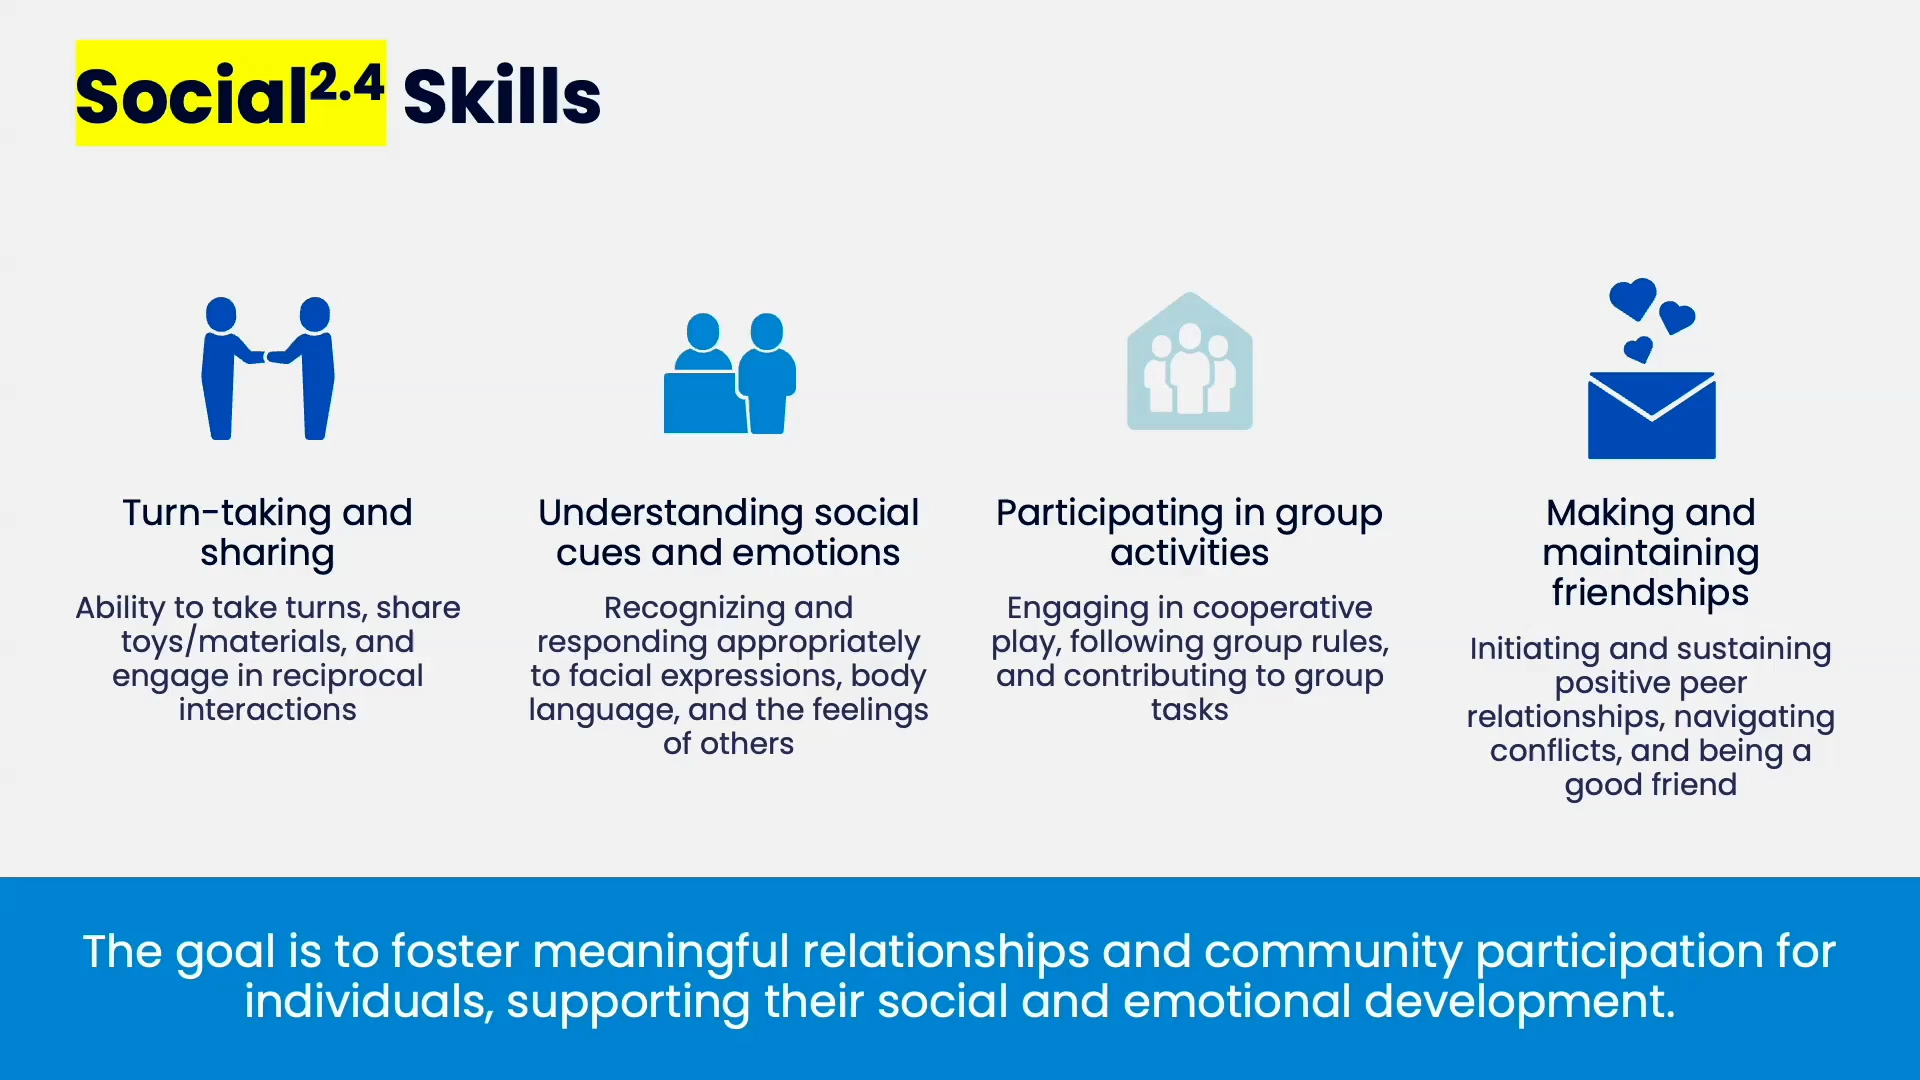 Social2.4 Skills
Turn-taking and
sharing
Ability to take turns, share
toys/materials, and
engage in reciprocal
interactions
Understanding social
cues and emotions
Recognizing and
responding appropriately
to facial expressions, body
language, and the feelings
of others
Participating in group
activities
Engaging in cooperative
play, following group rules,
and contributing to group
tasks
Making and
maintaining
friendships
Initiating and sustaining
positive peer
relationships, navigating
conflicts, and being a
good friend
The goal is to foster meaningful relationships and community participation for
individuals, supporting their social and emotional development.